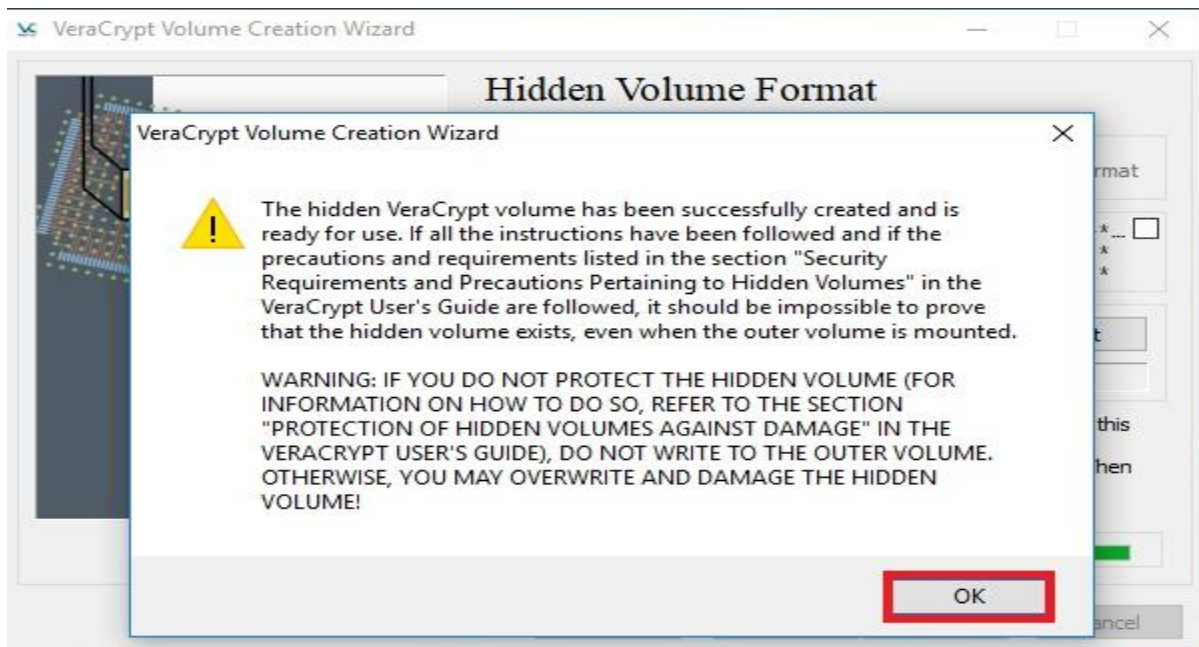 VeraCrypt Volume Creation Wizard
Hidden Volume Format
VeraCrypt Volume Creation Wizard
The hidden VeraCrypt volume has been successfully created and is
ready for use. If all the instructions have been followed and if the
precautions and requirements listed in the section "Security
Requirements and Precautions Pertaining to Hidden Volumes" in the
VeraCrypt User's Guide are followed, it should be impossible to prove
that the hidden volume exists, even when the outer volume is mounted.
WARNING: IF YOU DO NOT PROTECT THE HIDDEN VOLUME (FOR
INFORMATION ON HOW TO DO SO, REFER TO THE SECTION
"PROTECTION OF HIDDEN VOLUMES AGAINST DAMAGE" IN THE
VERACRYPT USER'S GUIDE), DO NOT WRITE TO THE OUTER VOLUME.
OTHERWISE, YOU MAY OVERWRITE AND DAMAGE THE HIDDEN
VOLUME!
OK
this